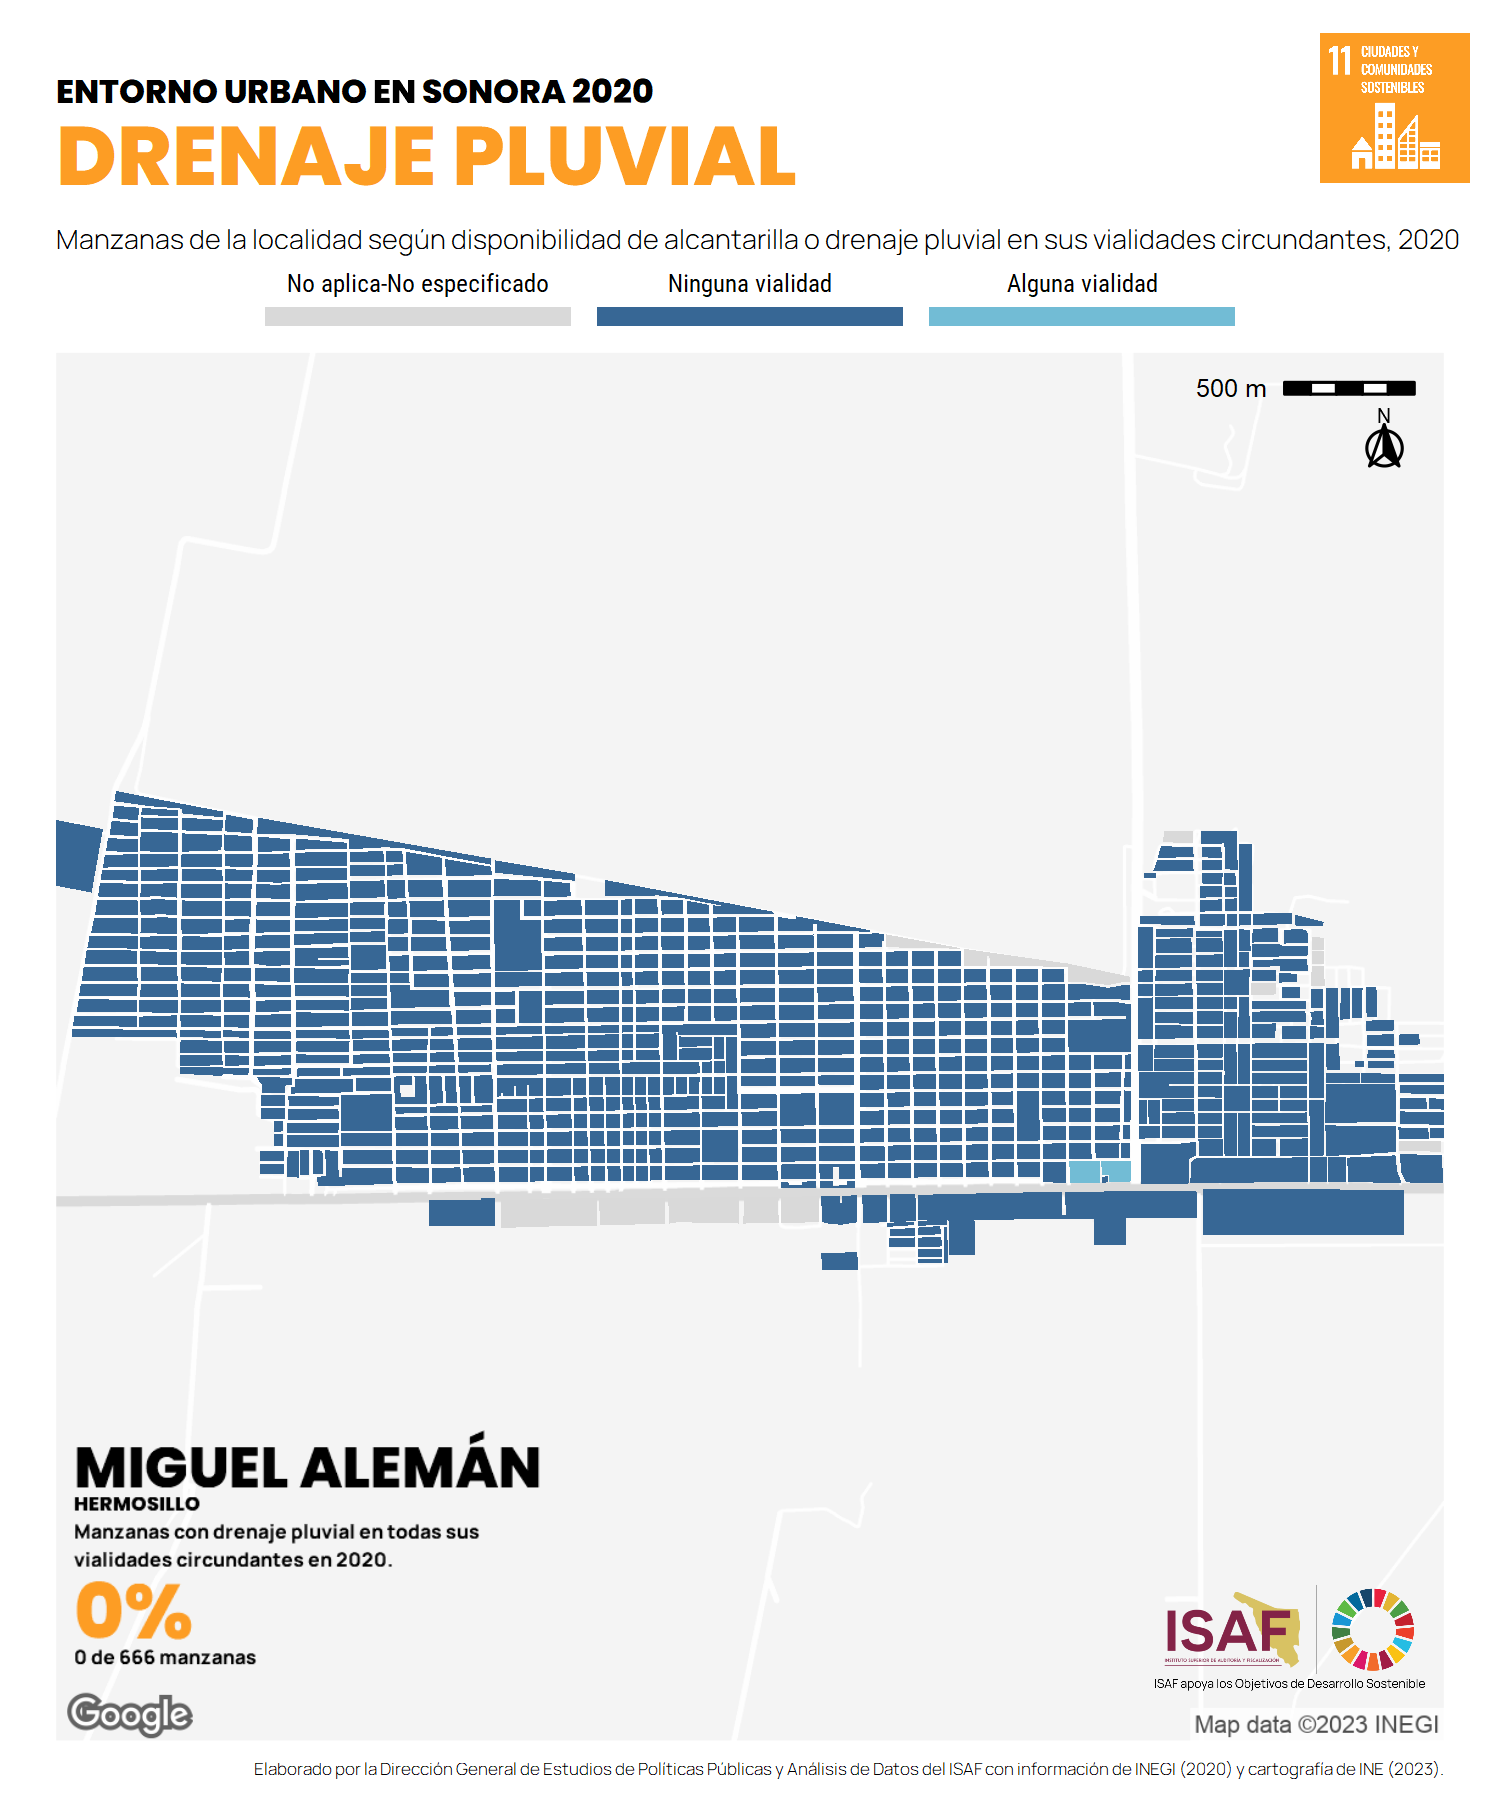 11 CIUDADES Y
COMUNIDADES
SOSTENIBLES
ENTORNO URBANO EN SONORA 2020
DRENAJE PLUVIAL
Manzanas de la localidad según disponibilidad de alcantarilla o drenaje pluvial en sus vialidades circundantes, 2020
No aplica-No especificado
Ninguna vialidad
Alguna vialidad
500 m
N
MIGUEL ALEMÁN
HERMOSILLO
Manzanas con drenaje pluvial en todas sus
vialidades circundantes en 2020.
0%
0 de 666 manzanas
Google
ISAF
INSTITUTO SUPERIOR DE AUDITORÍA Y FISCALIZACIÓN
ISAF apoya los Objetivos de Desarrollo Sostenible
Map data ©2023 INEGI
Elaborado por la Dirección General de Estudios de Políticas Públicas y Análisis de Datos del ISAF con información de INEGI (2020) y cartografía de INE (2023).